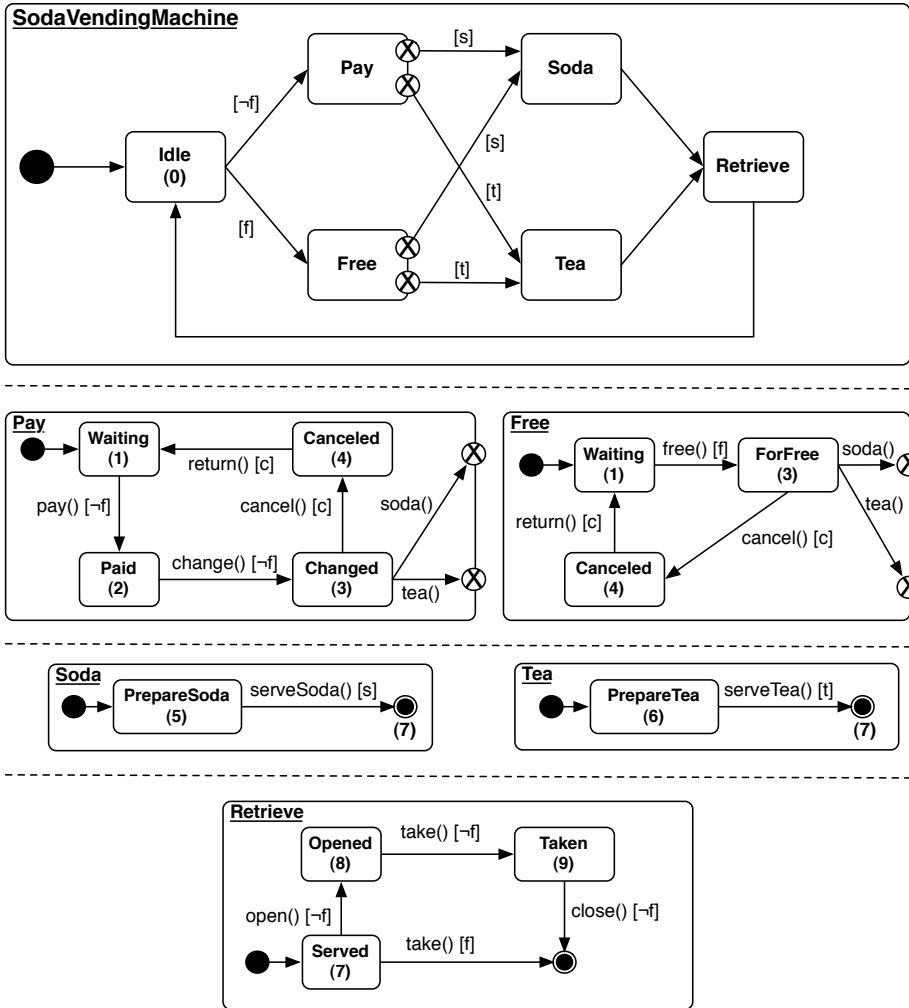 SodaVendingMachine
Pay
[s]
Soda
[¬f]
[s]
Idle
(0)
Retrieve
[t]
[f]
Free
[t]
Tea
Pay
Waiting
(1)
Canceled
(4)
return() [c]
pay() [¬f]
cancel() [c]
soda()
Paid
(2)
change() [¬f]
Changed
(3)
tea()
Free
Waiting
(1)
free() [f]
ForFree
(3)
soda()
tea()
return() [c]
cancel() [c]
Canceled
(4)
Soda
PrepareSoda
(5)
serveSoda() [s]
(7)
Tea
PrepareTea
(6)
serveTea() [t]
(7)
Retrieve
Opened
(8)
take() [¬f]
Taken
(9)
open() [¬f]
close() [¬f]
Served
(7)
take() [f]